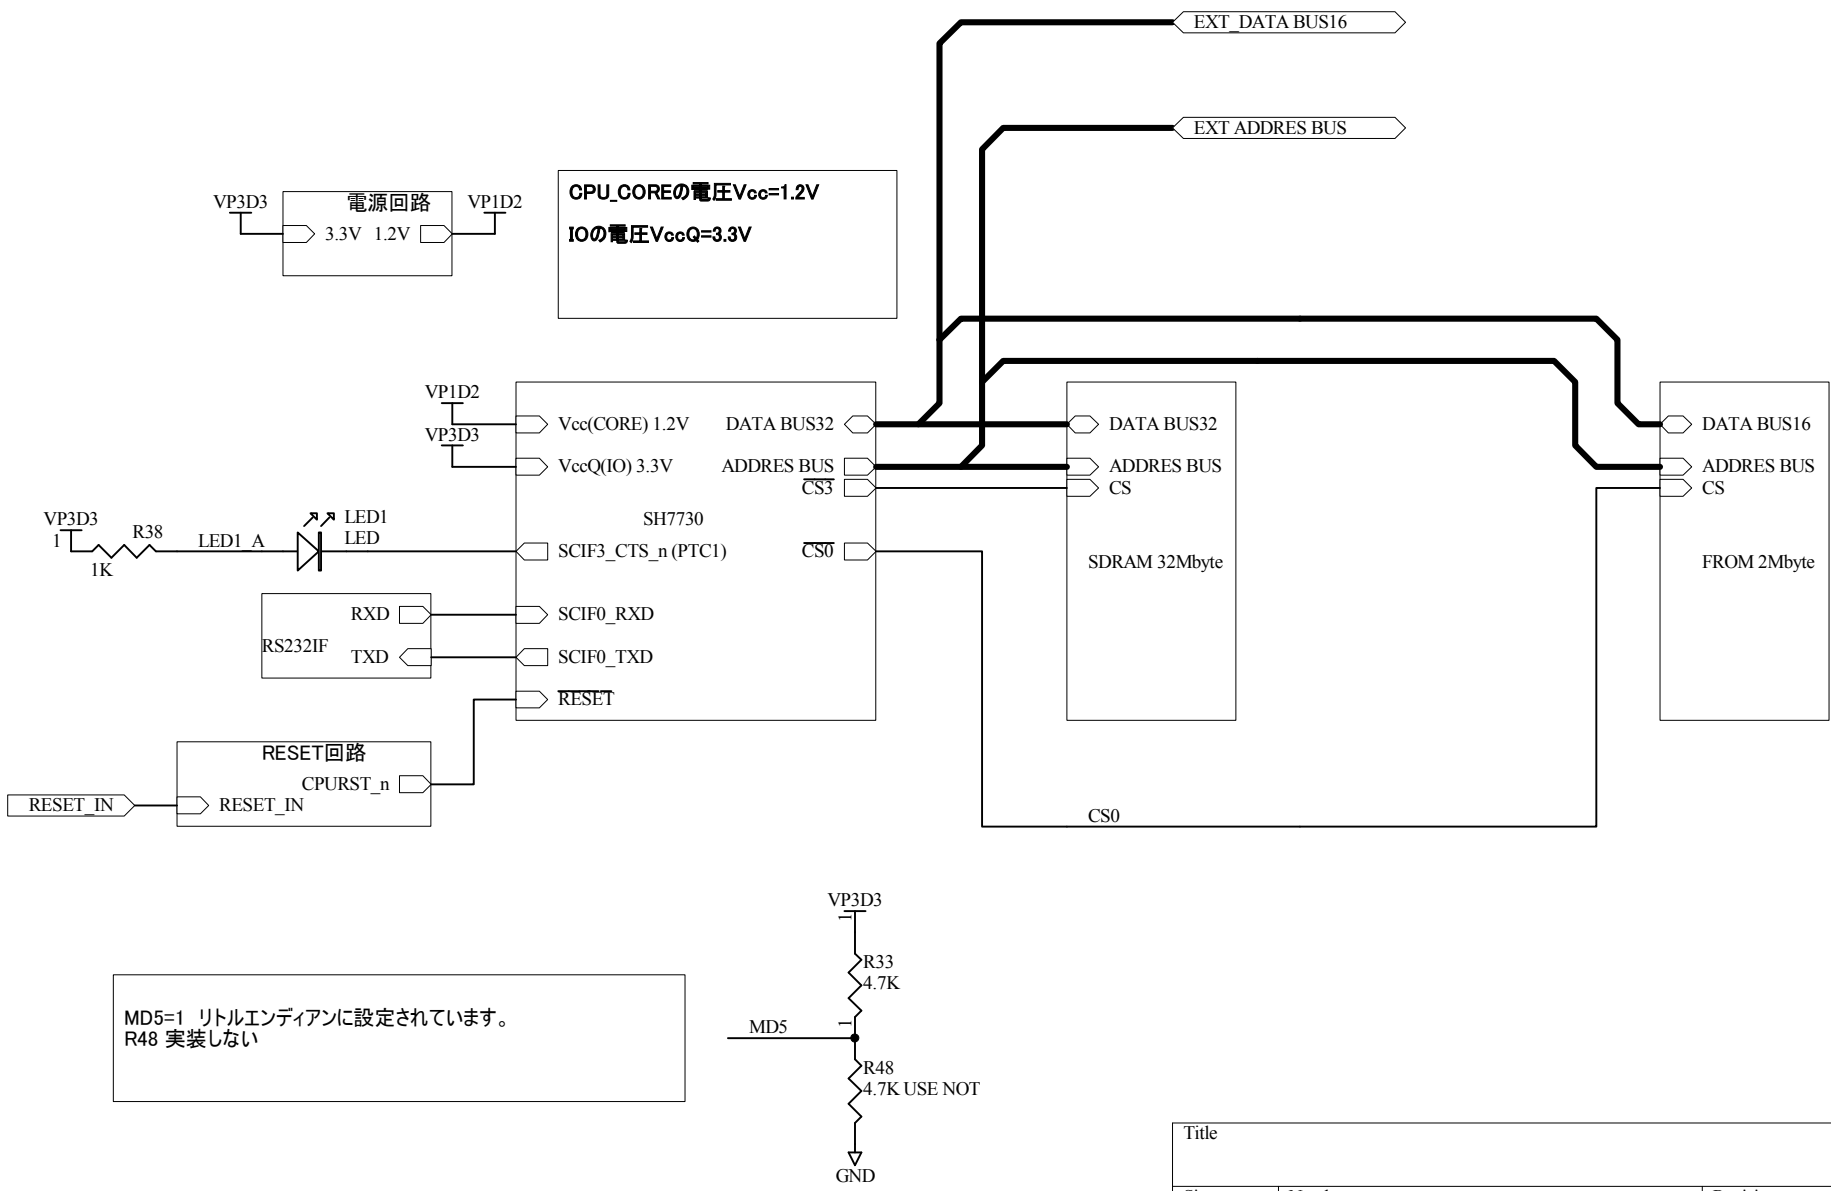 EXT_DATA BUS16
EXT ADDRES BUS
VP3D3
電源回路
VP1D2
3.3V 1.2V
CPU_COREの電圧Vcc=1.2V
IOの電圧VccQ=3.3V
VP1D2
VP3D3
Vcc(CORE) 1.2V
DATA BUS32
VccQ(IO) 3.3V
ADDRES BUS
CS3
SH7730
SCIF3_CTS_n (PTC1)
CS0
SCIF0_RXD
SCIF0_TXD
RESET
DATA BUS32
ADDRES BUS
CS
SDRAM 32Mbyte
DATA BUS16
ADDRES BUS
CS
FROM 2Mbyte
VP3D3
1
R38
1K
LED1_A
LED1
LED
RXD
RS232IF
TXD
RESET回路
CPURST_n
RESET_IN
RESET_IN
CS0
VP3D3
1
R33
4.7K
1
MD5
R48
4.7K USE NOT
GND
MD5=1 リトルエンディアンに設定されています。
R48 実装しない
Title